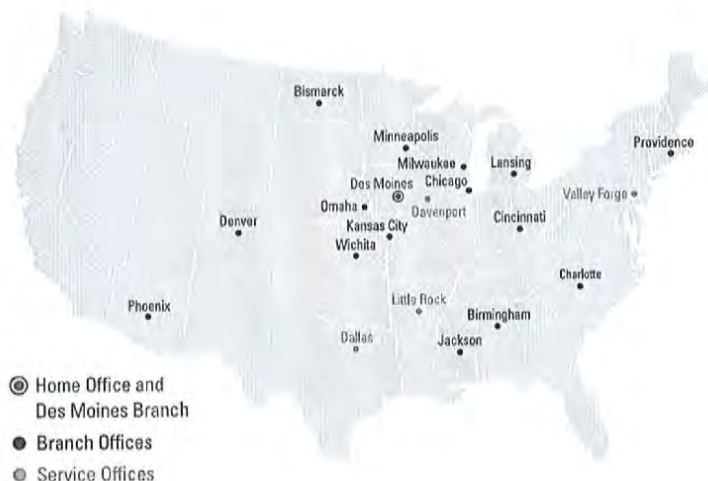 Bismarck
Minneapolis
Providence
Milwaukee
Lansing
Des Moines
Chicago
Valley Forge
Omaha
Davenport
Denver
Kansas City
Cincinnati
Wichita
Charlotte
Phoenix
Little Rock
Birmingham
Dallas
Jackson
Home Office and
Des Moines Branch
Branch Offices
Service Offices